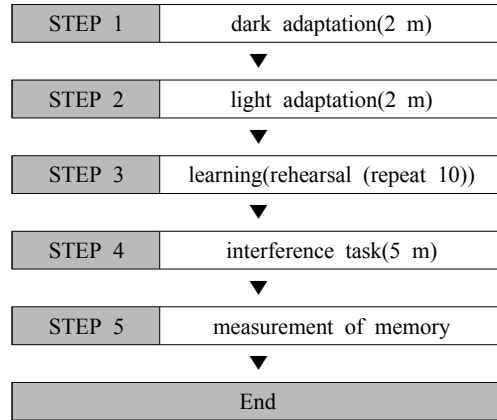 STEP 1 dark adaptation(2 m)
▼
STEP 2 light adaptation(2 m)
▼
STEP 3 learning(rehearsal (repeat 10))
▼
STEP 4 interference task(5 m)
▼
STEP 5 measurement of memory
▼
End